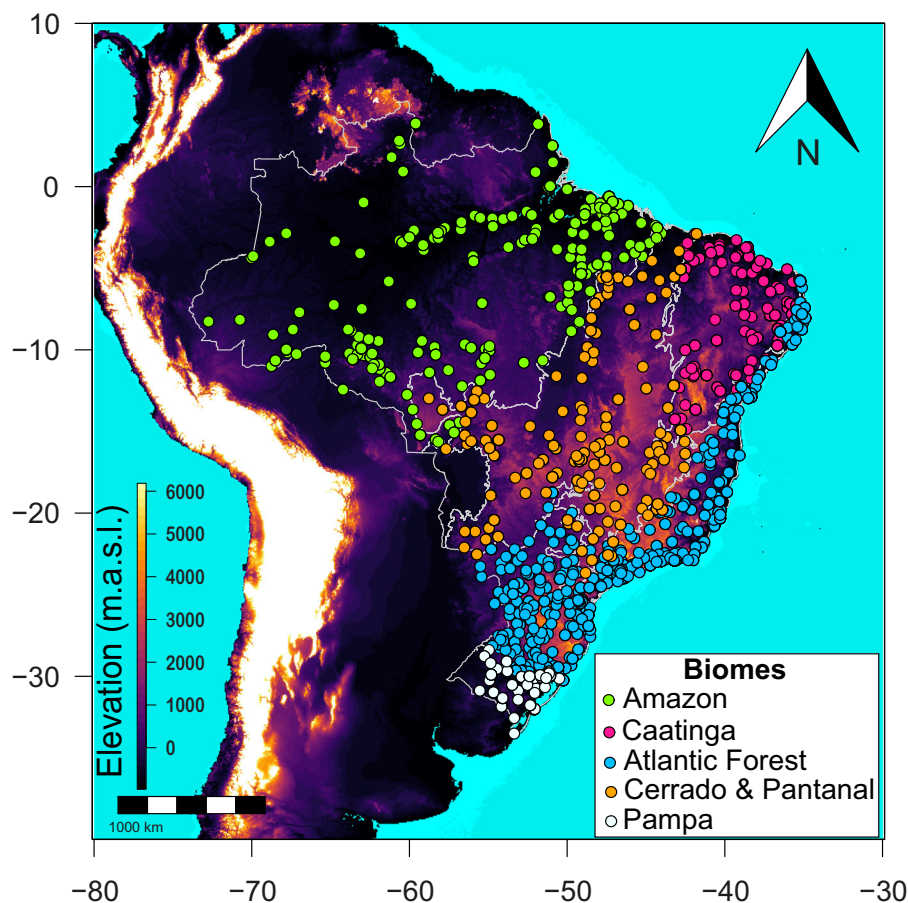 10
0
−10
−20
−30
N
Elevation (m.a.s.l.)
6000
5000
4000
3000
2000
1000
0
1000 km
Biomes
Amazon
Caatinga
Atlantic Forest
Cerrado & Pantanal
Pampa
−80
−70
−60
−50
−40
−30